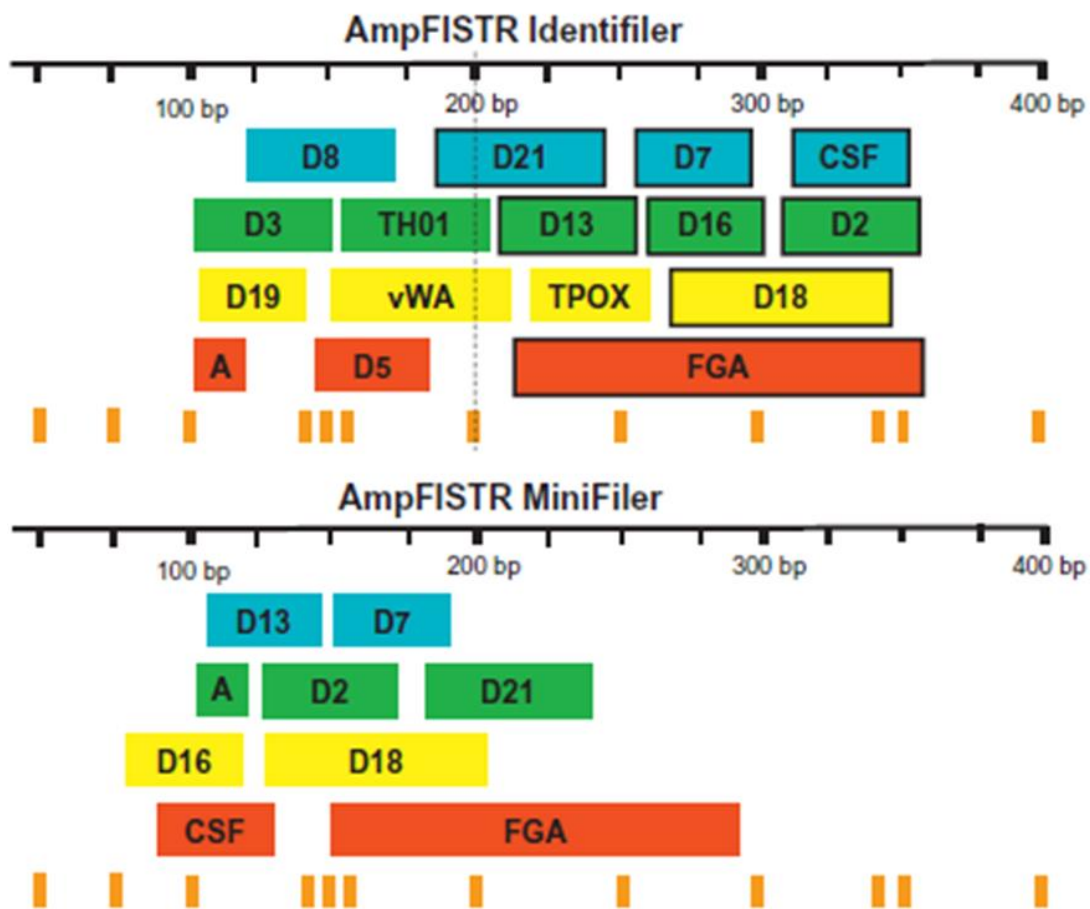 AmpFISTR Identifiler
100 bp 200 bp 300 bp 400 bp
D8 D21 D7 CSF
D3 TH01 D13 D16 D2
D19 vWA TPOX D18
A D5 FGA
AmpFISTR MiniFiler
100 bp 200 bp 300 bp 400 bp
D13 D7
A D2 D21
D16 D18
CSF FGA